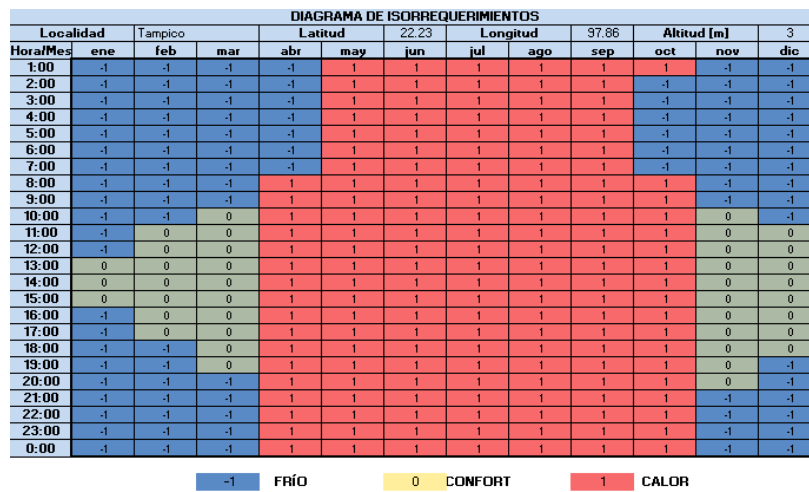 DIAGRAMA DE ISORREQUERIMIENTOS
Localidad Tampico Latitud 22.23 Longitud 97.86 Altitud [m] 3
Hora/Mes ene feb mar abr may jun jul ago sep oct nov dic
1:00 -1 -1 -1 -1 1 1 1 1 1 1 -1 -1
2:00 -1 -1 -1 -1 1 1 1 1 1 -1 -1 -1
3:00 -1 -1 -1 -1 1 1 1 1 1 -1 -1 -1
4:00 -1 -1 -1 -1 1 1 1 1 1 -1 -1 -1
5:00 -1 -1 -1 -1 1 1 1 1 1 -1 -1 -1
6:00 -1 -1 -1 -1 1 1 1 1 1 -1 -1 -1
7:00 -1 -1 -1 -1 1 1 1 1 1 -1 -1 -1
8:00 -1 -1 -1 1 1 1 1 1 1 1 -1 -1
9:00 -1 -1 -1 1 1 1 1 1 1 1 -1 -1
10:00 -1 -1 0 1 1 1 1 1 1 1 0 -1
11:00 -1 0 0 1 1 1 1 1 1 1 0 0
12:00 -1 0 0 1 1 1 1 1 1 1 0 0
13:00 0 0 0 1 1 1 1 1 1 1 0 0
14:00 0 0 0 1 1 1 1 1 1 1 0 0
15:00 0 0 0 1 1 1 1 1 1 1 0 0
16:00 -1 0 0 1 1 1 1 1 1 1 0 0
17:00 -1 0 0 1 1 1 1 1 1 1 0 0
18:00 -1 -1 0 1 1 1 1 1 1 1 0 0
19:00 -1 -1 0 1 1 1 1 1 1 1 0 -1
20:00 -1 -1 -1 1 1 1 1 1 1 1 0 -1
21:00 -1 -1 -1 1 1 1 1 1 1 1 -1 -1
22:00 -1 -1 -1 1 1 1 1 1 1 1 -1 -1
23:00 -1 -1 -1 1 1 1 1 1 1 1 -1 -1
0:00 -1 -1 -1 1 1 1 1 1 1 1 -1 -1
-1 FRÍO 0 CONFORT 1 CALOR